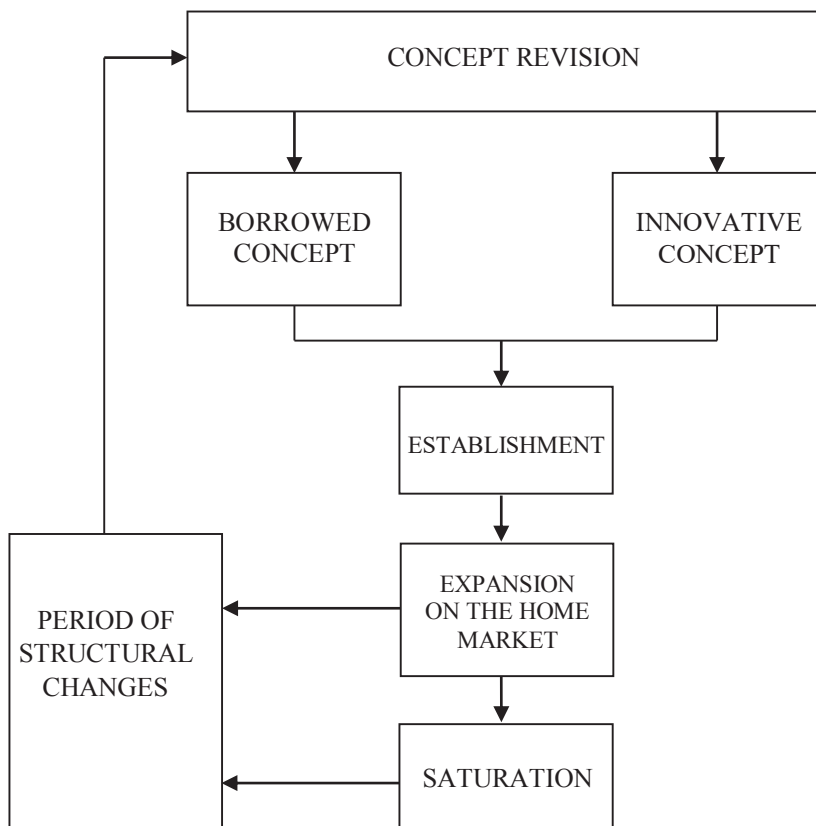 CONCEPT REVISION
BORROWED
CONCEPT
INNOVATIVE
CONCEPT
ESTABLISHMENT
EXPANSION
ON THE HOME
MARKET
PERIOD OF
STRUCTURAL
CHANGES
SATURATION